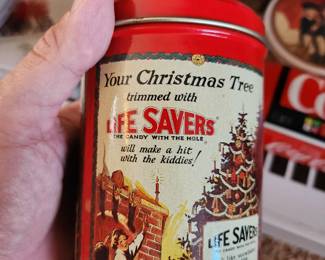 Your Christmas Tree
trimmed with
LIFE SAVERS
THE CANDY WITH THE HOLE
will make a hit
with the kiddies!
LIFE SAVERS